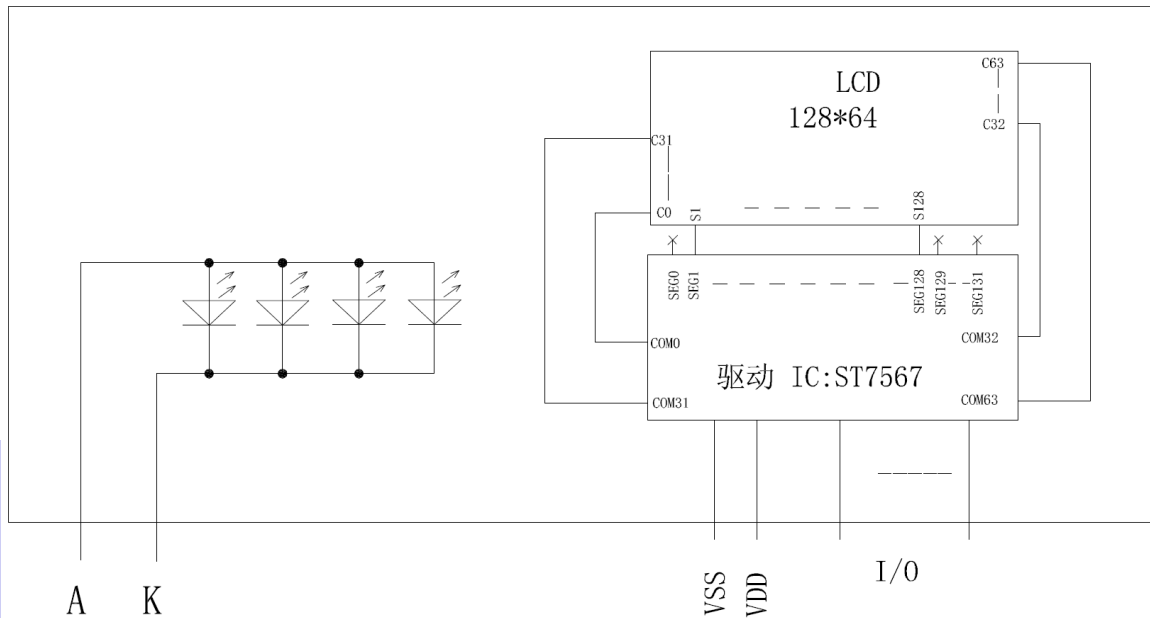 LCD
128*64
C63
C32
C31
C0
S1
S128
SEG0
SEG1
SEG128
SEG129
SEG131
COM0
COM32
驱动 IC:ST7567
COM31
COM63
A
K
VSS
VDD
I/O